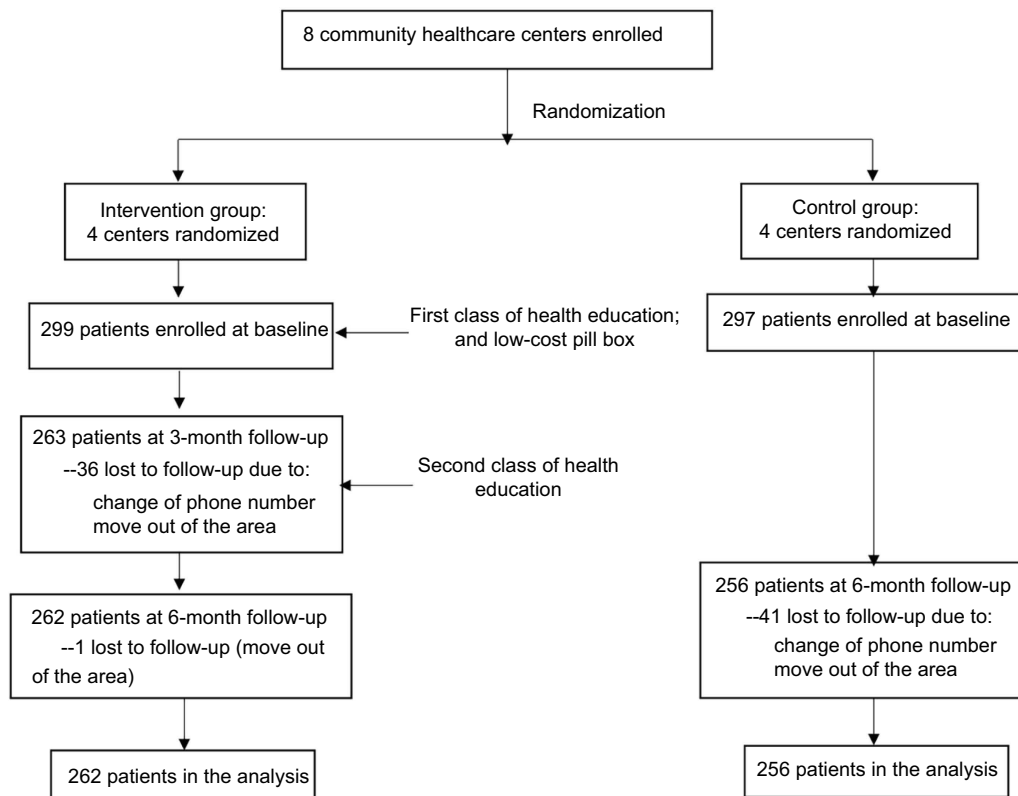 8 community healthcare centers enrolled
Randomization
Intervention group:
4 centers randomized
Control group:
4 centers randomized
299 patients enrolled at baseline
First class of health education;
and low-cost pill box
297 patients enrolled at baseline
263 patients at 3-month follow-up
--36 lost to follow-up due to:
change of phone number
move out of the area
Second class of health
education
262 patients at 6-month follow-up
--1 lost to follow-up (move out
of the area)
256 patients at 6-month follow-up
--41 lost to follow-up due to:
change of phone number
move out of the area
262 patients in the analysis
256 patients in the analysis